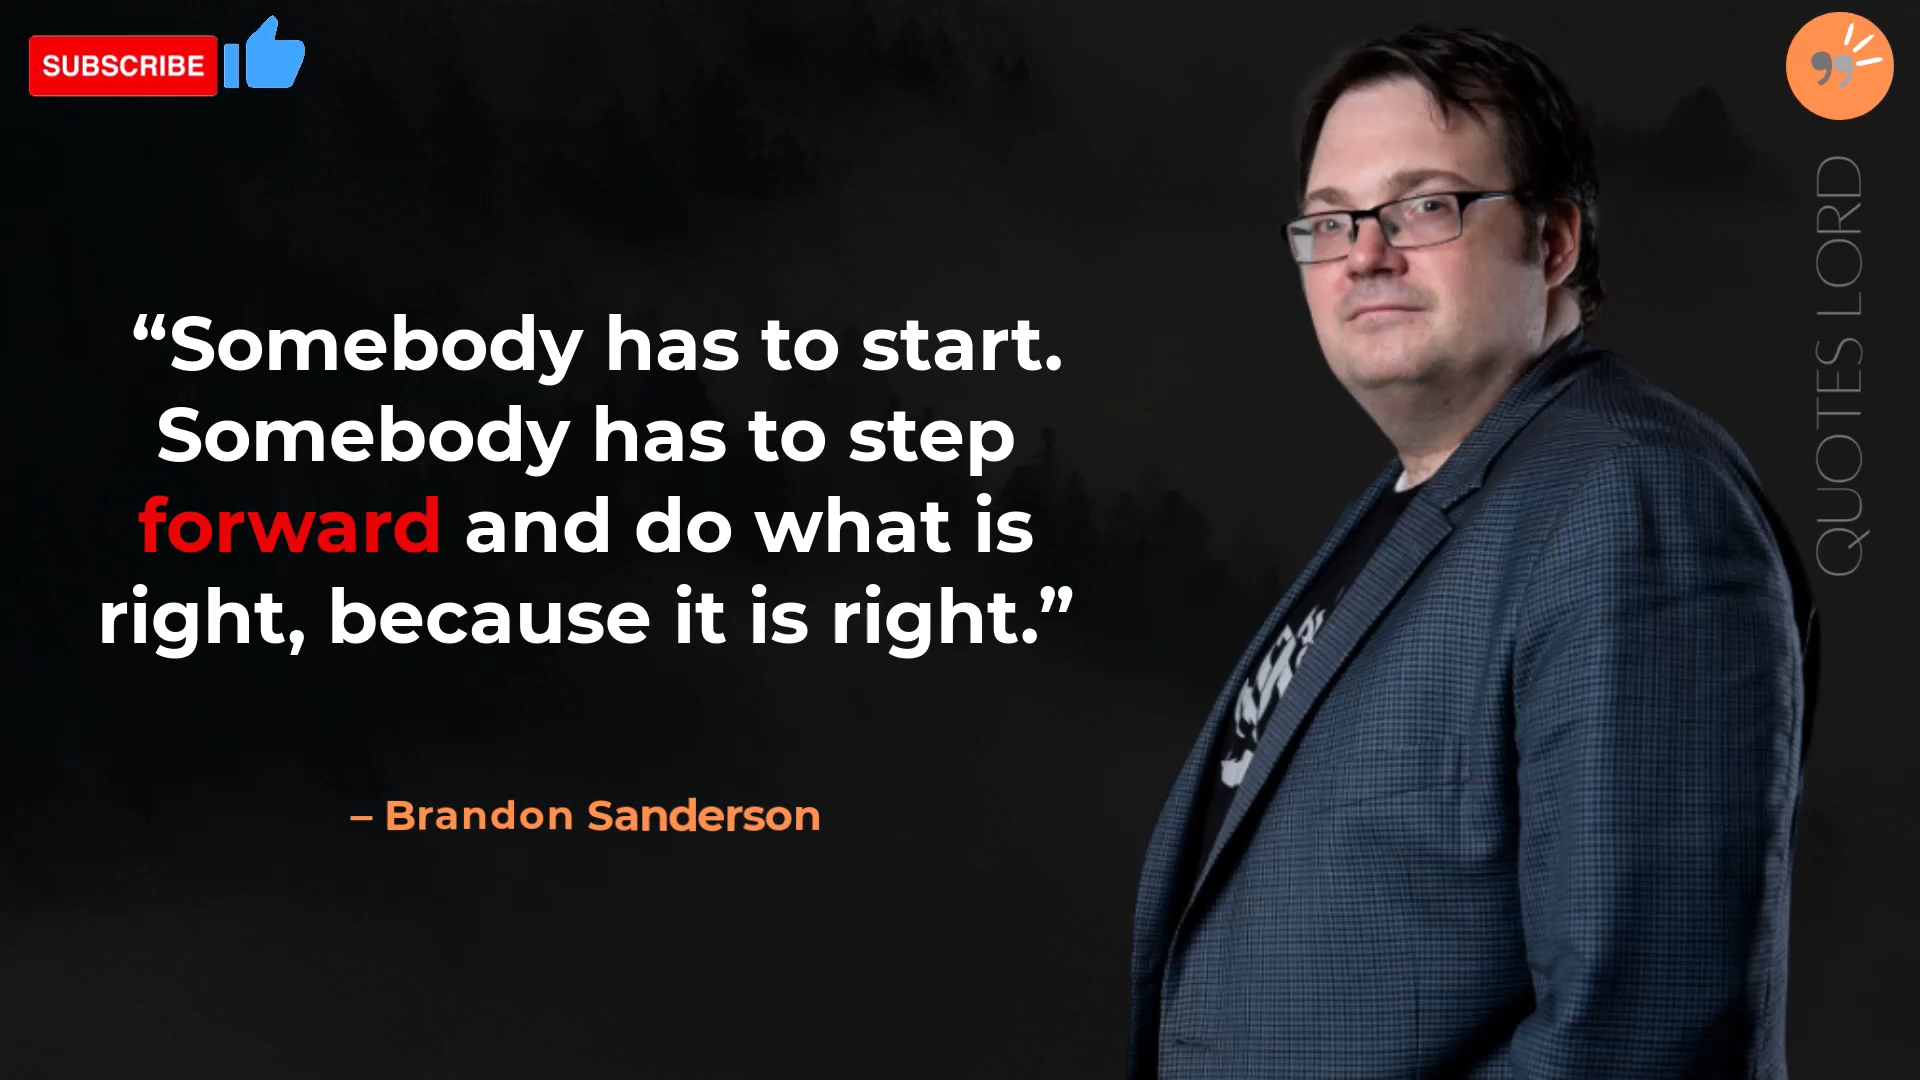 SUBSCRIBE
“Somebody has to start.
Somebody has to step
forward and do what is
right, because it is right.”
– Brandon Sanderson
QUOTES LORD